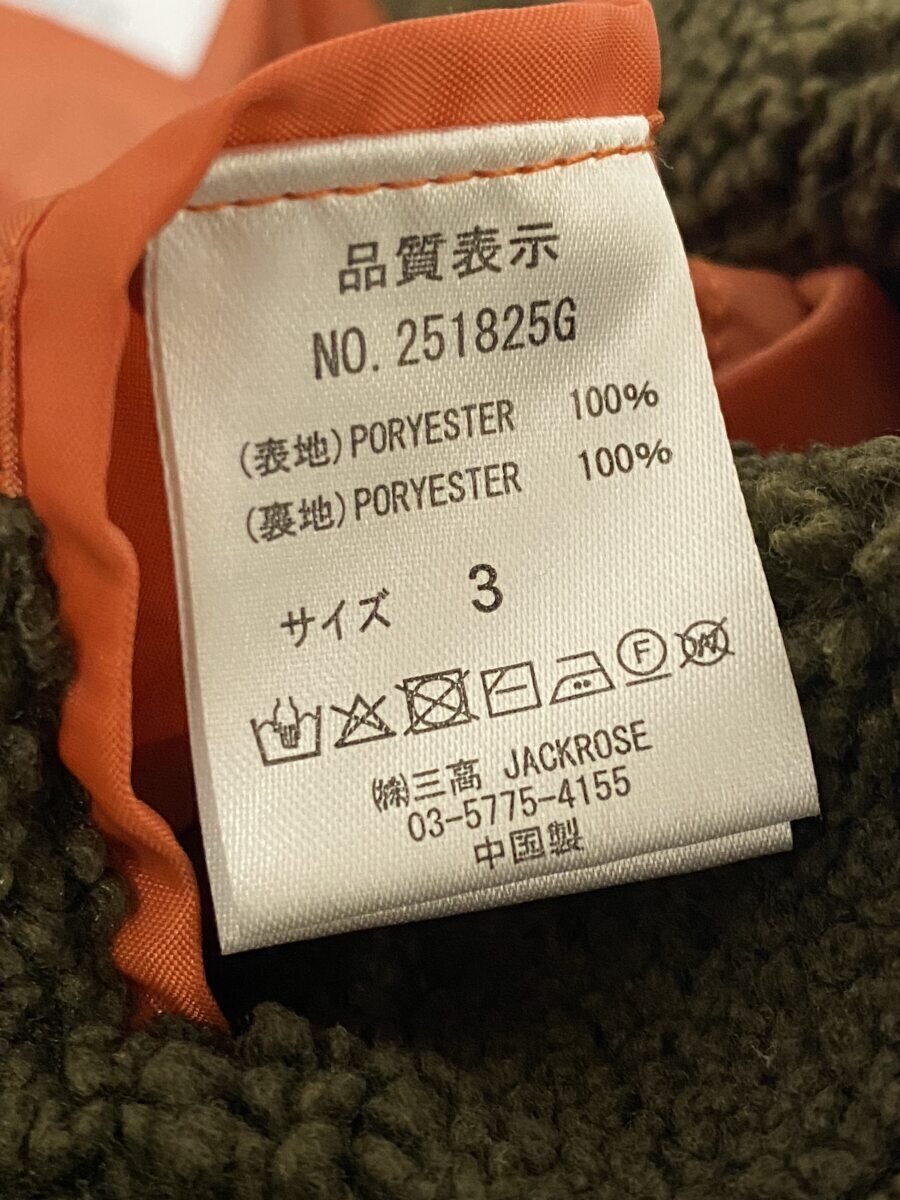 品質表示
NO. 251825G
(表地) PORYESTER 100%
(裏地) PORYESTER 100%
サイズ 3
F W
㈱三高 JACKROSE
03-5775-4155
中国製